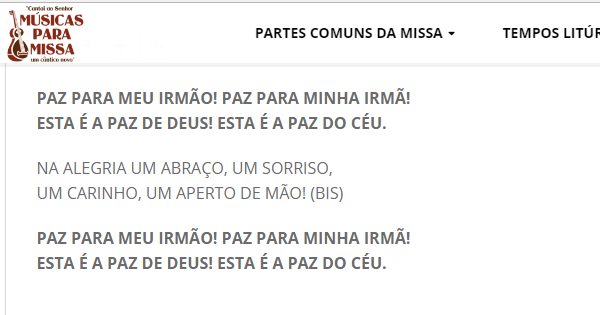 "Cantai ao Senhor
MÚSICAS
PARA
MISSA
um cântico novo"
PARTES COMUNS DA MISSA
TEMPOS LITÚR
PAZ PARA MEU IRMÃO! PAZ PARA MINHA IRMÃ!
ESTA É A PAZ DE DEUS! ESTA É A PAZ DO CÉU.
NA ALEGRIA UM ABRAÇO, UM SORRISO,
UM CARINHO, UM APERTO DE MÃO! (BIS)
PAZ PARA MEU IRMÃO! PAZ PARA MINHA IRMÃ!
ESTA É A PAZ DE DEUS! ESTA É A PAZ DO CÉU.